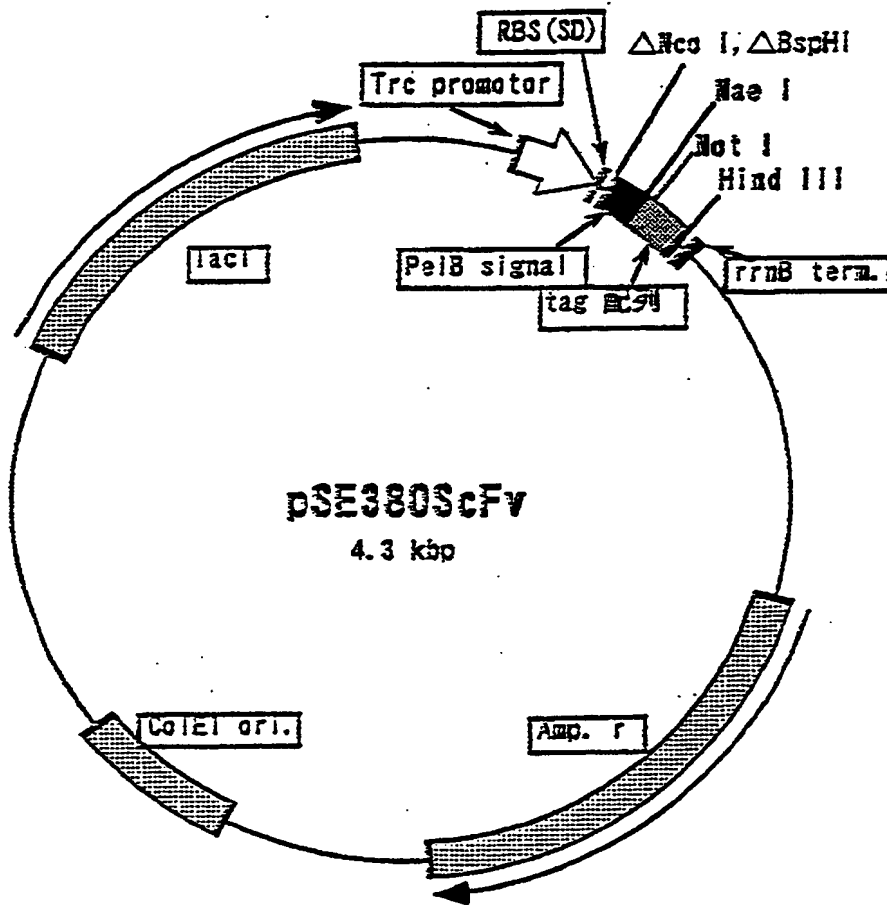 RBS(SD)
△Nco I, △BspHI
Trc promotor
Nae I
Not I
Hind III
lacI
PelB signal
rrnB term.
tag 配列
pSE380ScFv
4.3 kbp
ColEI ori.
Amp. r